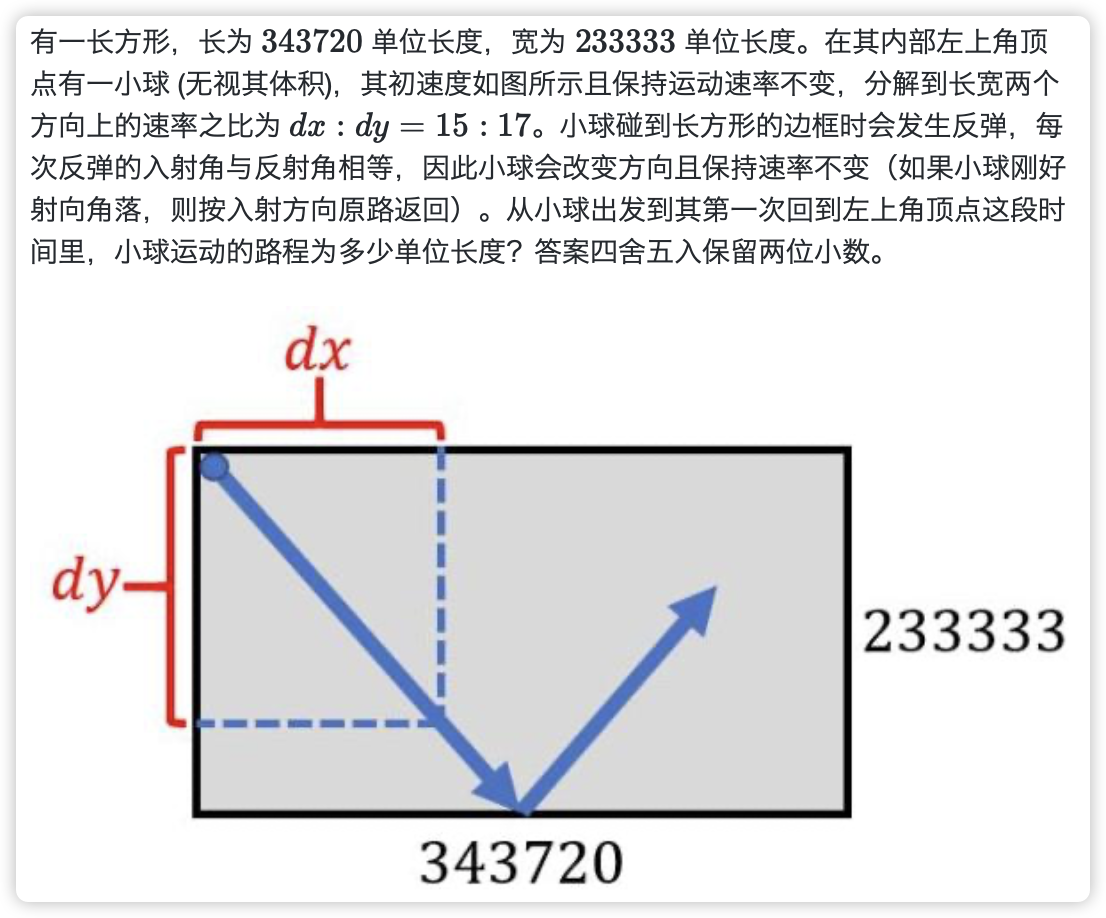 有一长方形，长为 343720 单位长度，宽为 233333 单位长度。在其内部左上角顶
点有一小球 (无视其体积)，其初速度如图所示且保持运动速率不变，分解到长宽两个
方向上的速率之比为 dx : dy = 15 : 17。小球碰到长方形的边框时会发生反弹，每
次反弹的入射角与反射角相等，因此小球会改变方向且保持速率不变（如果小球刚好
射向角落，则按入射方向原路返回）。从小球出发到其第一次回到左上角顶点这段时
间里，小球运动的路程为多少单位长度？答案四舍五入保留两位小数。
dx
dy
233333
343720